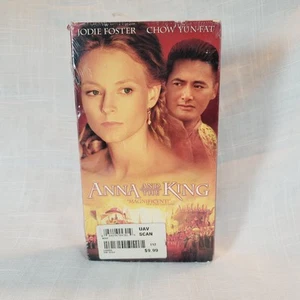 JODIE FOSTER CHOW YUN-FAT
ANNA AND THE KING
UAV
SCAN
$9.99